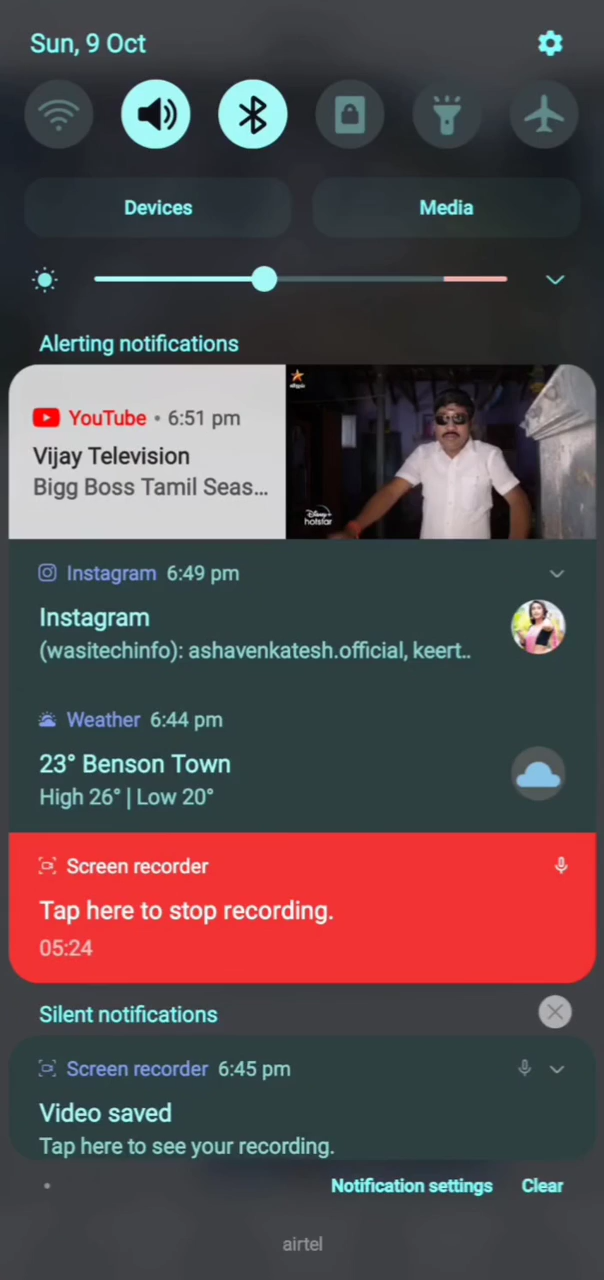 Sun, 9 Oct
Devices
Media
Alerting notifications
YouTube • 6:51 pm
Vijay Television
Bigg Boss Tamil Seas...
விஜய்
Disney+
hotstar
Instagram 6:49 pm
Instagram
(wasitechinfo): ashavenkatesh.official, keert..
Weather 6:44 pm
23° Benson Town
High 26° | Low 20°
Screen recorder
Tap here to stop recording.
05:24
Silent notifications
Screen recorder 6:45 pm
Video saved
Tap here to see your recording.
Notification settings
Clear
airtel